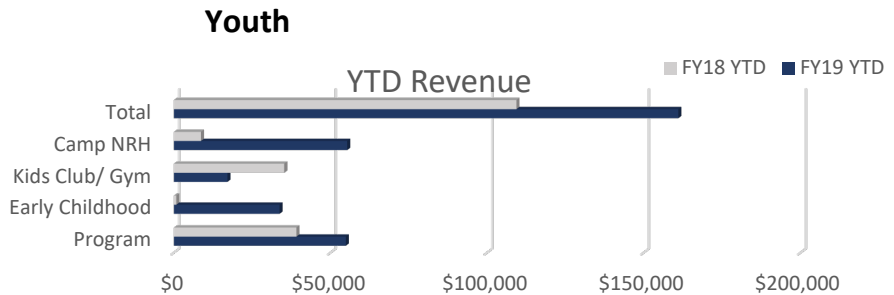 Youth
YTD Revenue
FY18 YTD FY19 YTD
Total
Camp NRH
Kids Club/ Gym
Early Childhood
Program
$0 $50,000 $100,000 $150,000 $200,000